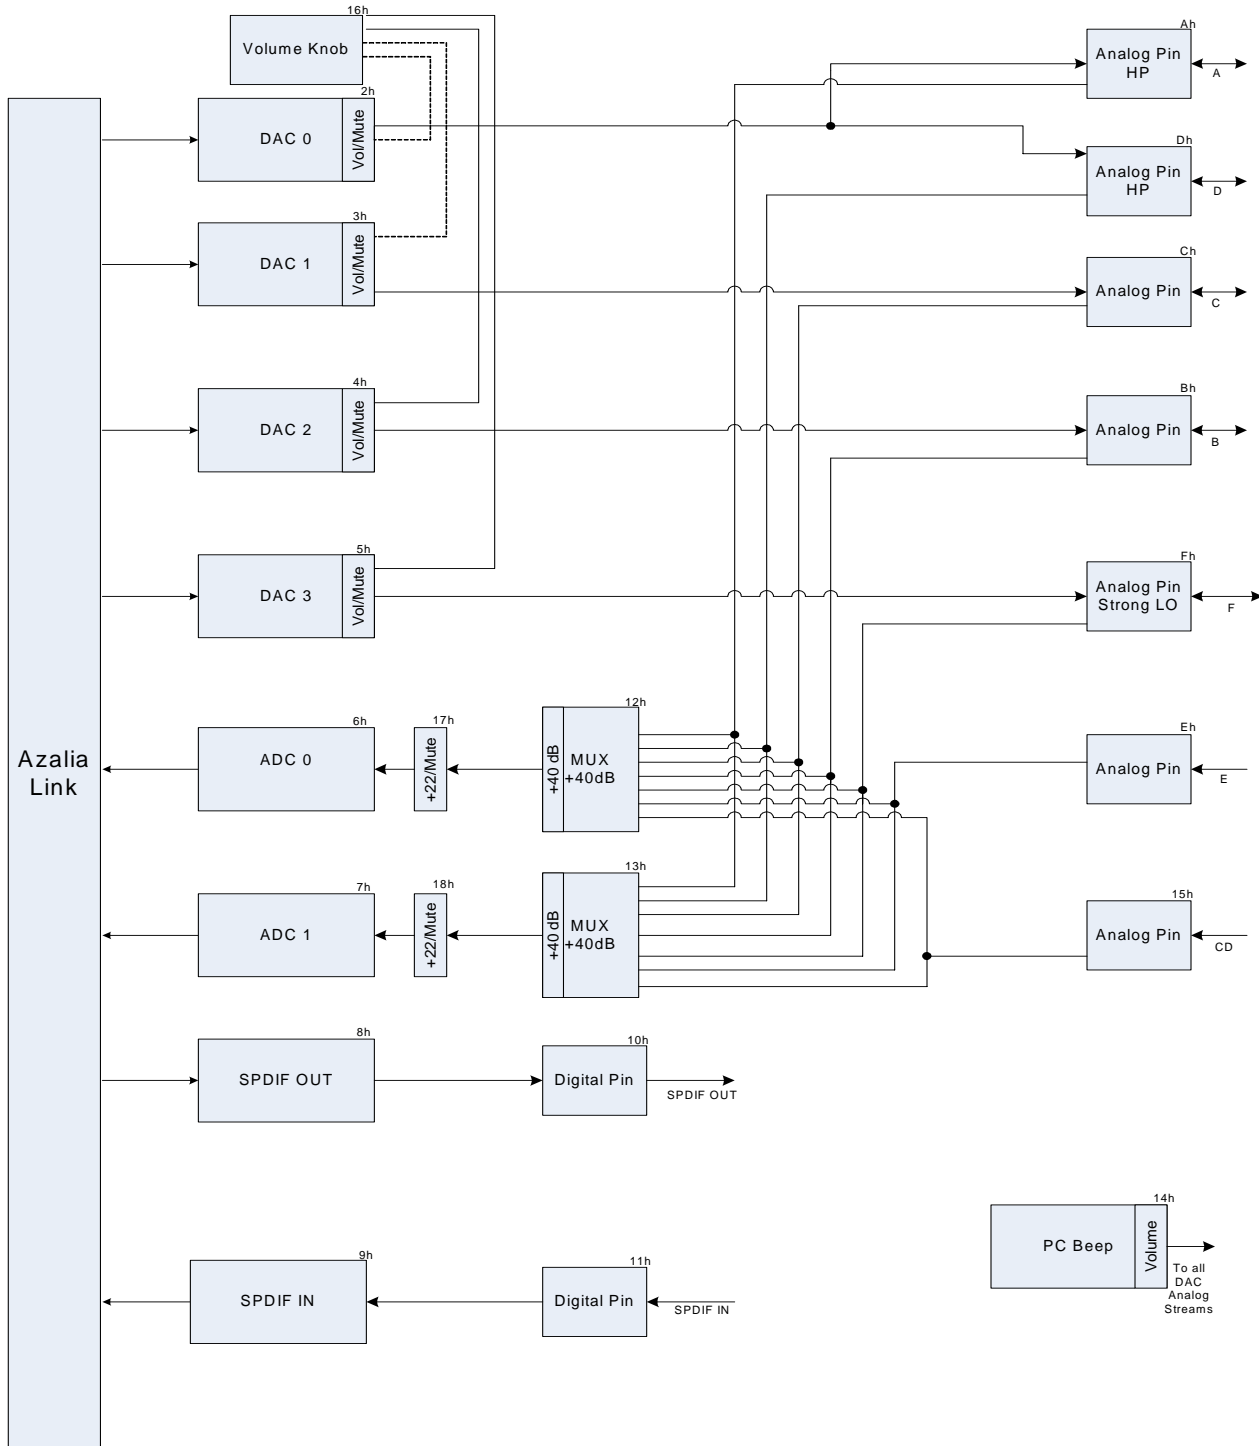 16h
Volume Knob
Azalia
Link
2h
DAC 0
Vol/Mute
3h
DAC 1
Vol/Mute
4h
DAC 2
Vol/Mute
5h
DAC 3
Vol/Mute
6h
ADC 0
17h
+22/Mute
12h
+40 dB
MUX
+40dB
7h
ADC 1
18h
+22/Mute
13h
+40 dB
MUX
+40dB
8h
SPDIF OUT
10h
Digital Pin
SPDIF OUT
9h
SPDIF IN
11h
Digital Pin
SPDIF IN
Ah
Analog Pin
HP
A
Dh
Analog Pin
HP
D
Ch
Analog Pin
C
Bh
Analog Pin
B
Fh
Analog Pin
Strong LO
F
Eh
Analog Pin
E
15h
Analog Pin
CD
14h
PC Beep
Volume
To all
DAC
Analog
Streams